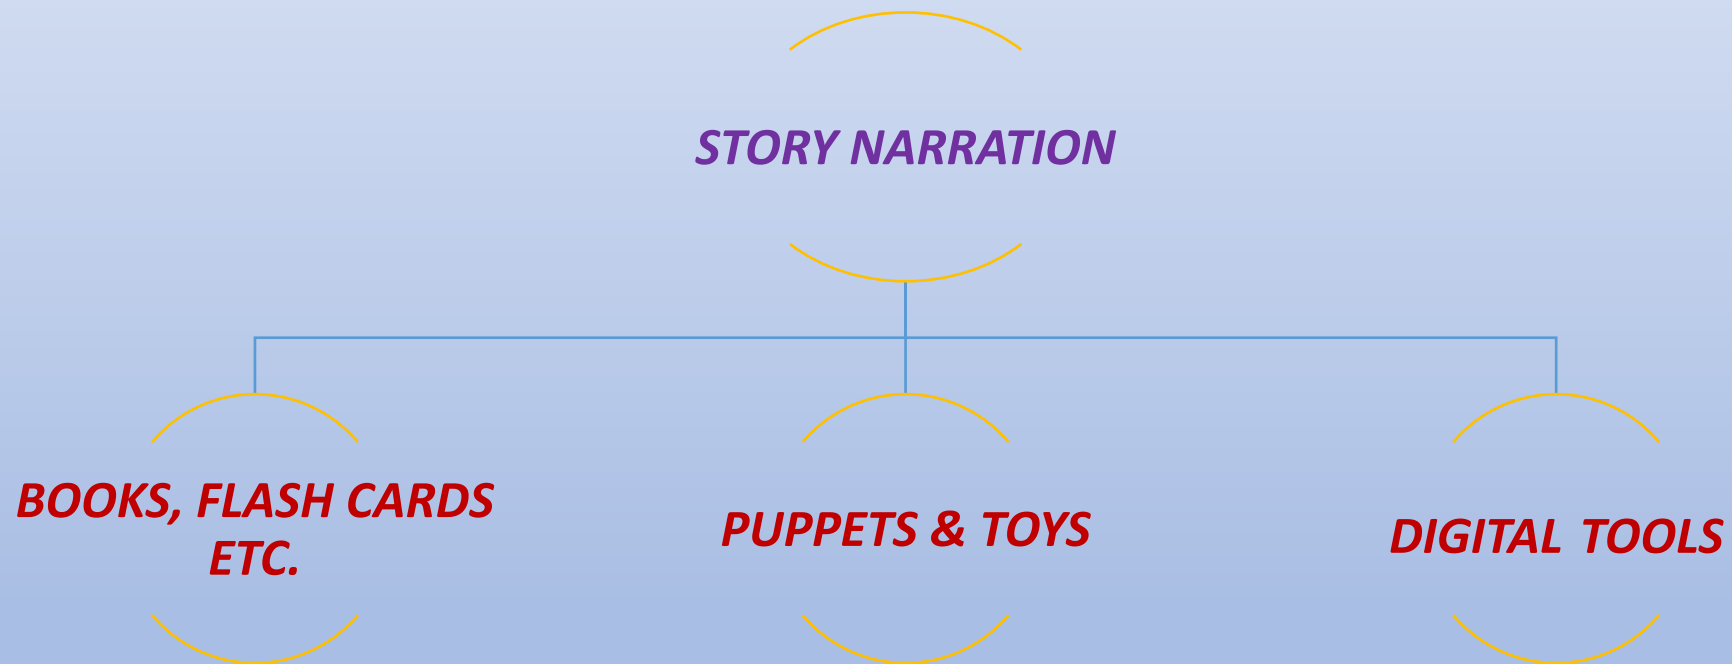 STORY NARRATION
BOOKS, FLASH CARDS
ETC.
PUPPETS & TOYS
DIGITAL TOOLS